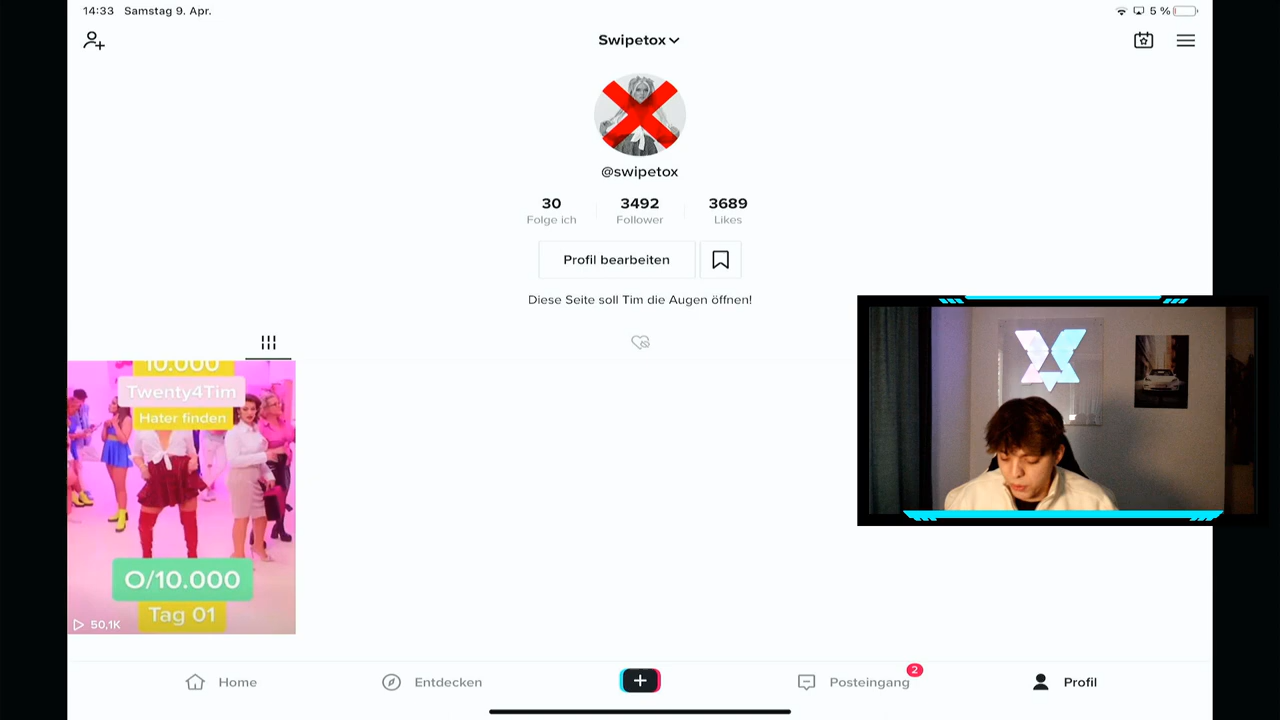 14:33 Samstag 9. Apr.
5 %
Swipetox
@swipetox
30 3492 3689
Folge ich Follower Likes
Profil bearbeiten
Diese Seite soll Tim die Augen öffnen!
10.000
Twenty4Tim
Hater finden
0/10.000
Tag 01
50,1K
Home Entdecken Posteingang 2 Profil